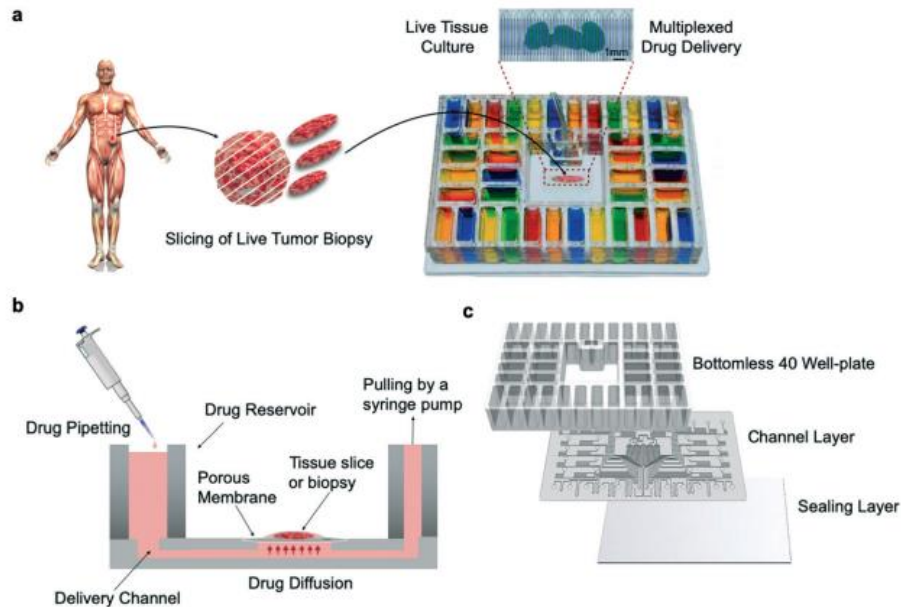 a
Live Tissue
Culture
Multiplexed
Drug Delivery
1mm
Slicing of Live Tumor Biopsy
b
Drug Pipetting
Drug Reservoir
Pulling by a
syringe pump
Porous
Membrane
Tissue slice
or biopsy
Delivery Channel
Drug Diffusion
c
Bottomless 40 Well-plate
Channel Layer
Sealing Layer